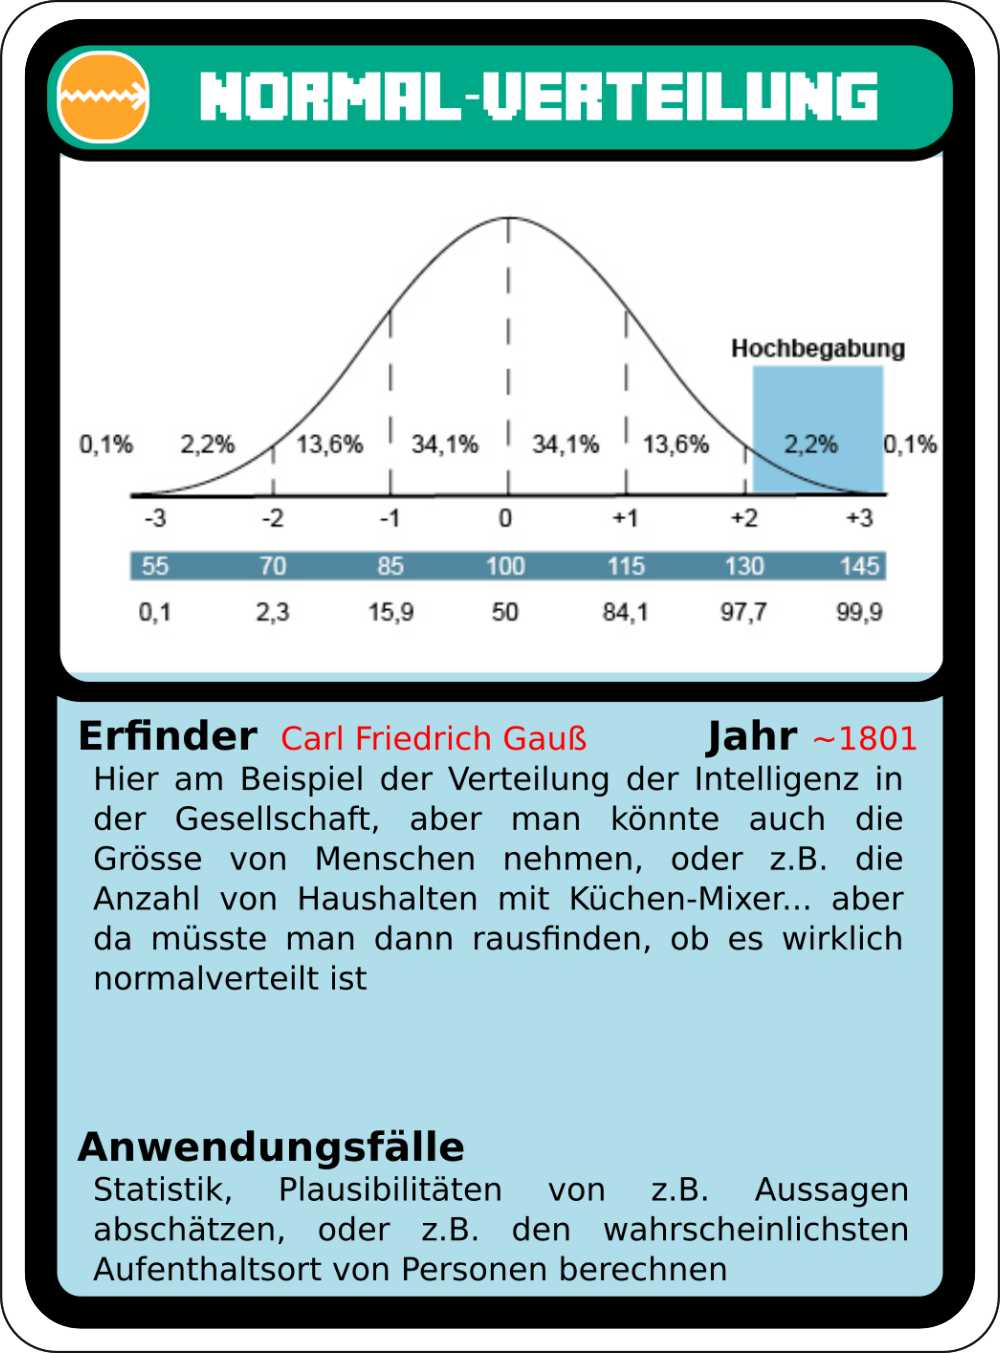 NORMAL-VERTEILUNG
Hochbegabung
0,1% 2,2% 13,6% 34,1% 34,1% 13,6% 2,2% 0,1%
-3 -2 -1 0 +1 +2 +3
55 70 85 100 115 130 145
0,1 2,3 15,9 50 84,1 97,7 99,9
Erfinder Carl Friedrich Gauß Jahr ~1801
Hier am Beispiel der Verteilung der Intelligenz in
der Gesellschaft, aber man könnte auch die
Grösse von Menschen nehmen, oder z.B. die
Anzahl von Haushalten mit Küchen-Mixer... aber
da müsste man dann rausfinden, ob es wirklich
normalverteilt ist
Anwendungsfälle
Statistik, Plausibilitäten von z.B. Aussagen
abschätzen, oder z.B. den wahrscheinlichsten
Aufenthaltsort von Personen berechnen